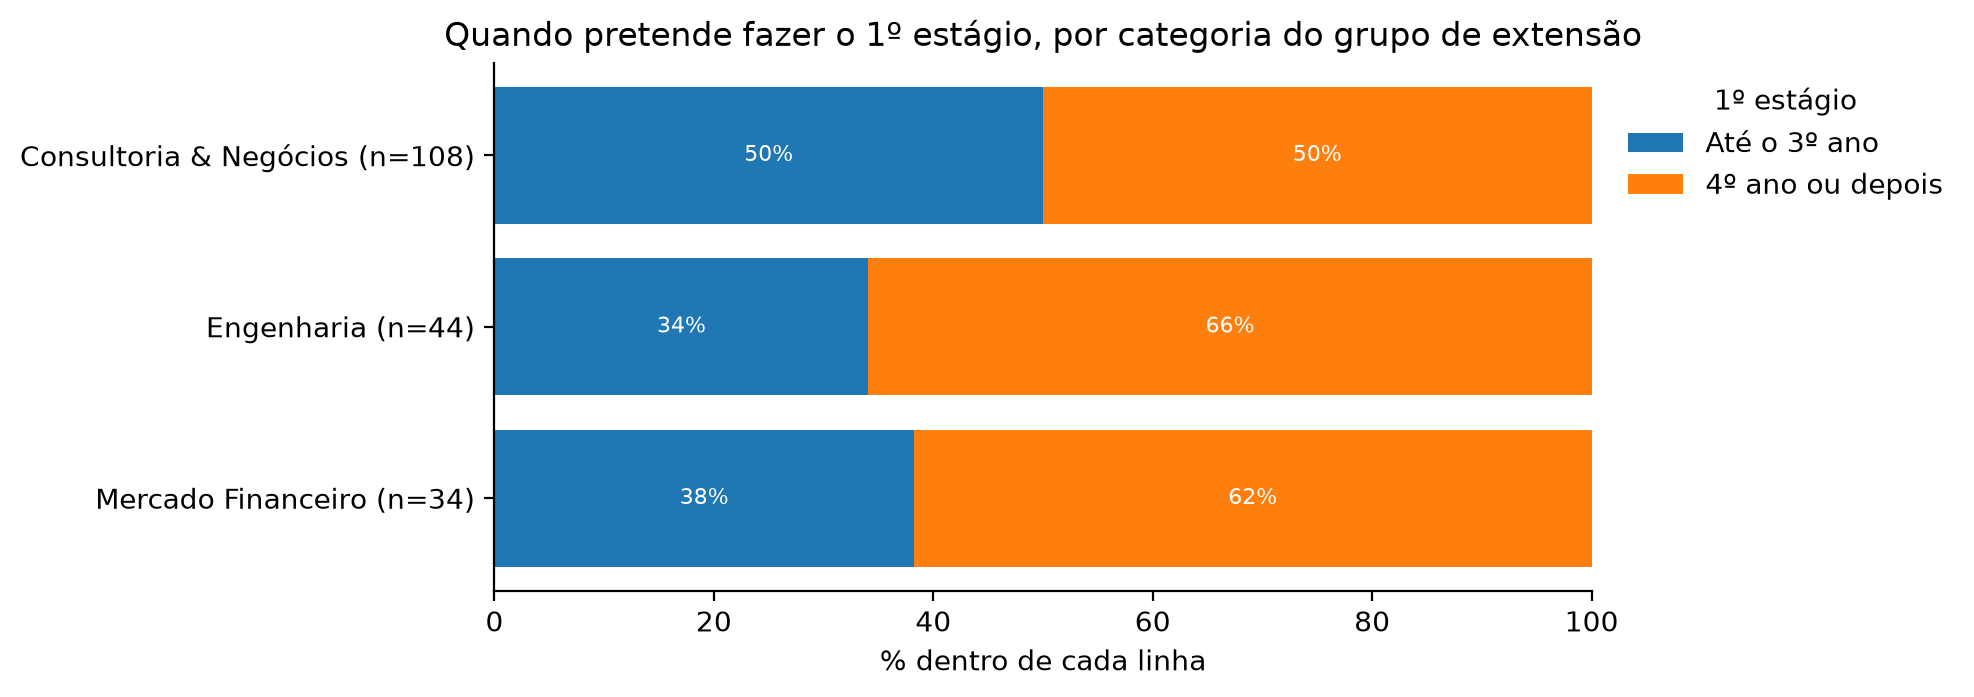 Quando pretende fazer o 1º estágio, por categoria do grupo de extensão
1º estágio
Até o 3º ano
4º ano ou depois
Consultoria & Negócios (n=108)
50%
50%
Engenharia (n=44)
34%
66%
Mercado Financeiro (n=34)
38%
62%
0
20
40
60
80
100
% dentro de cada linha